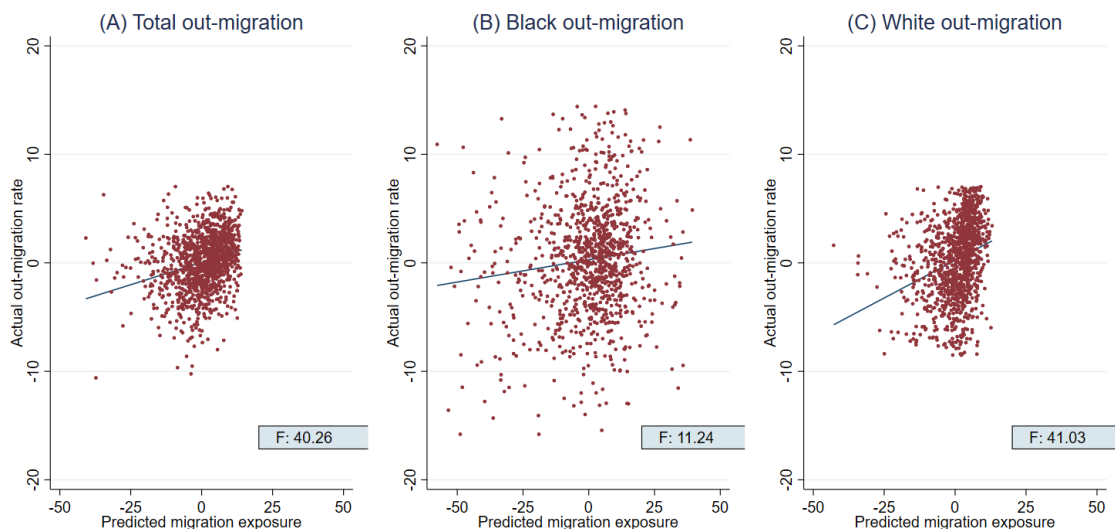 (A) Total out-migration
Actual out-migration rate
20
10
0
-10
-20
F: 40.26
-50
-25
0
25
50
Predicted migration exposure
(B) Black out-migration
Actual out-migration rate
20
10
0
-10
-20
F: 11.24
-50
-25
0
25
50
Predicted migration exposure
(C) White out-migration
Actual out-migration rate
20
10
0
-10
-20
F: 41.03
-50
-25
0
25
50
Predicted migration exposure